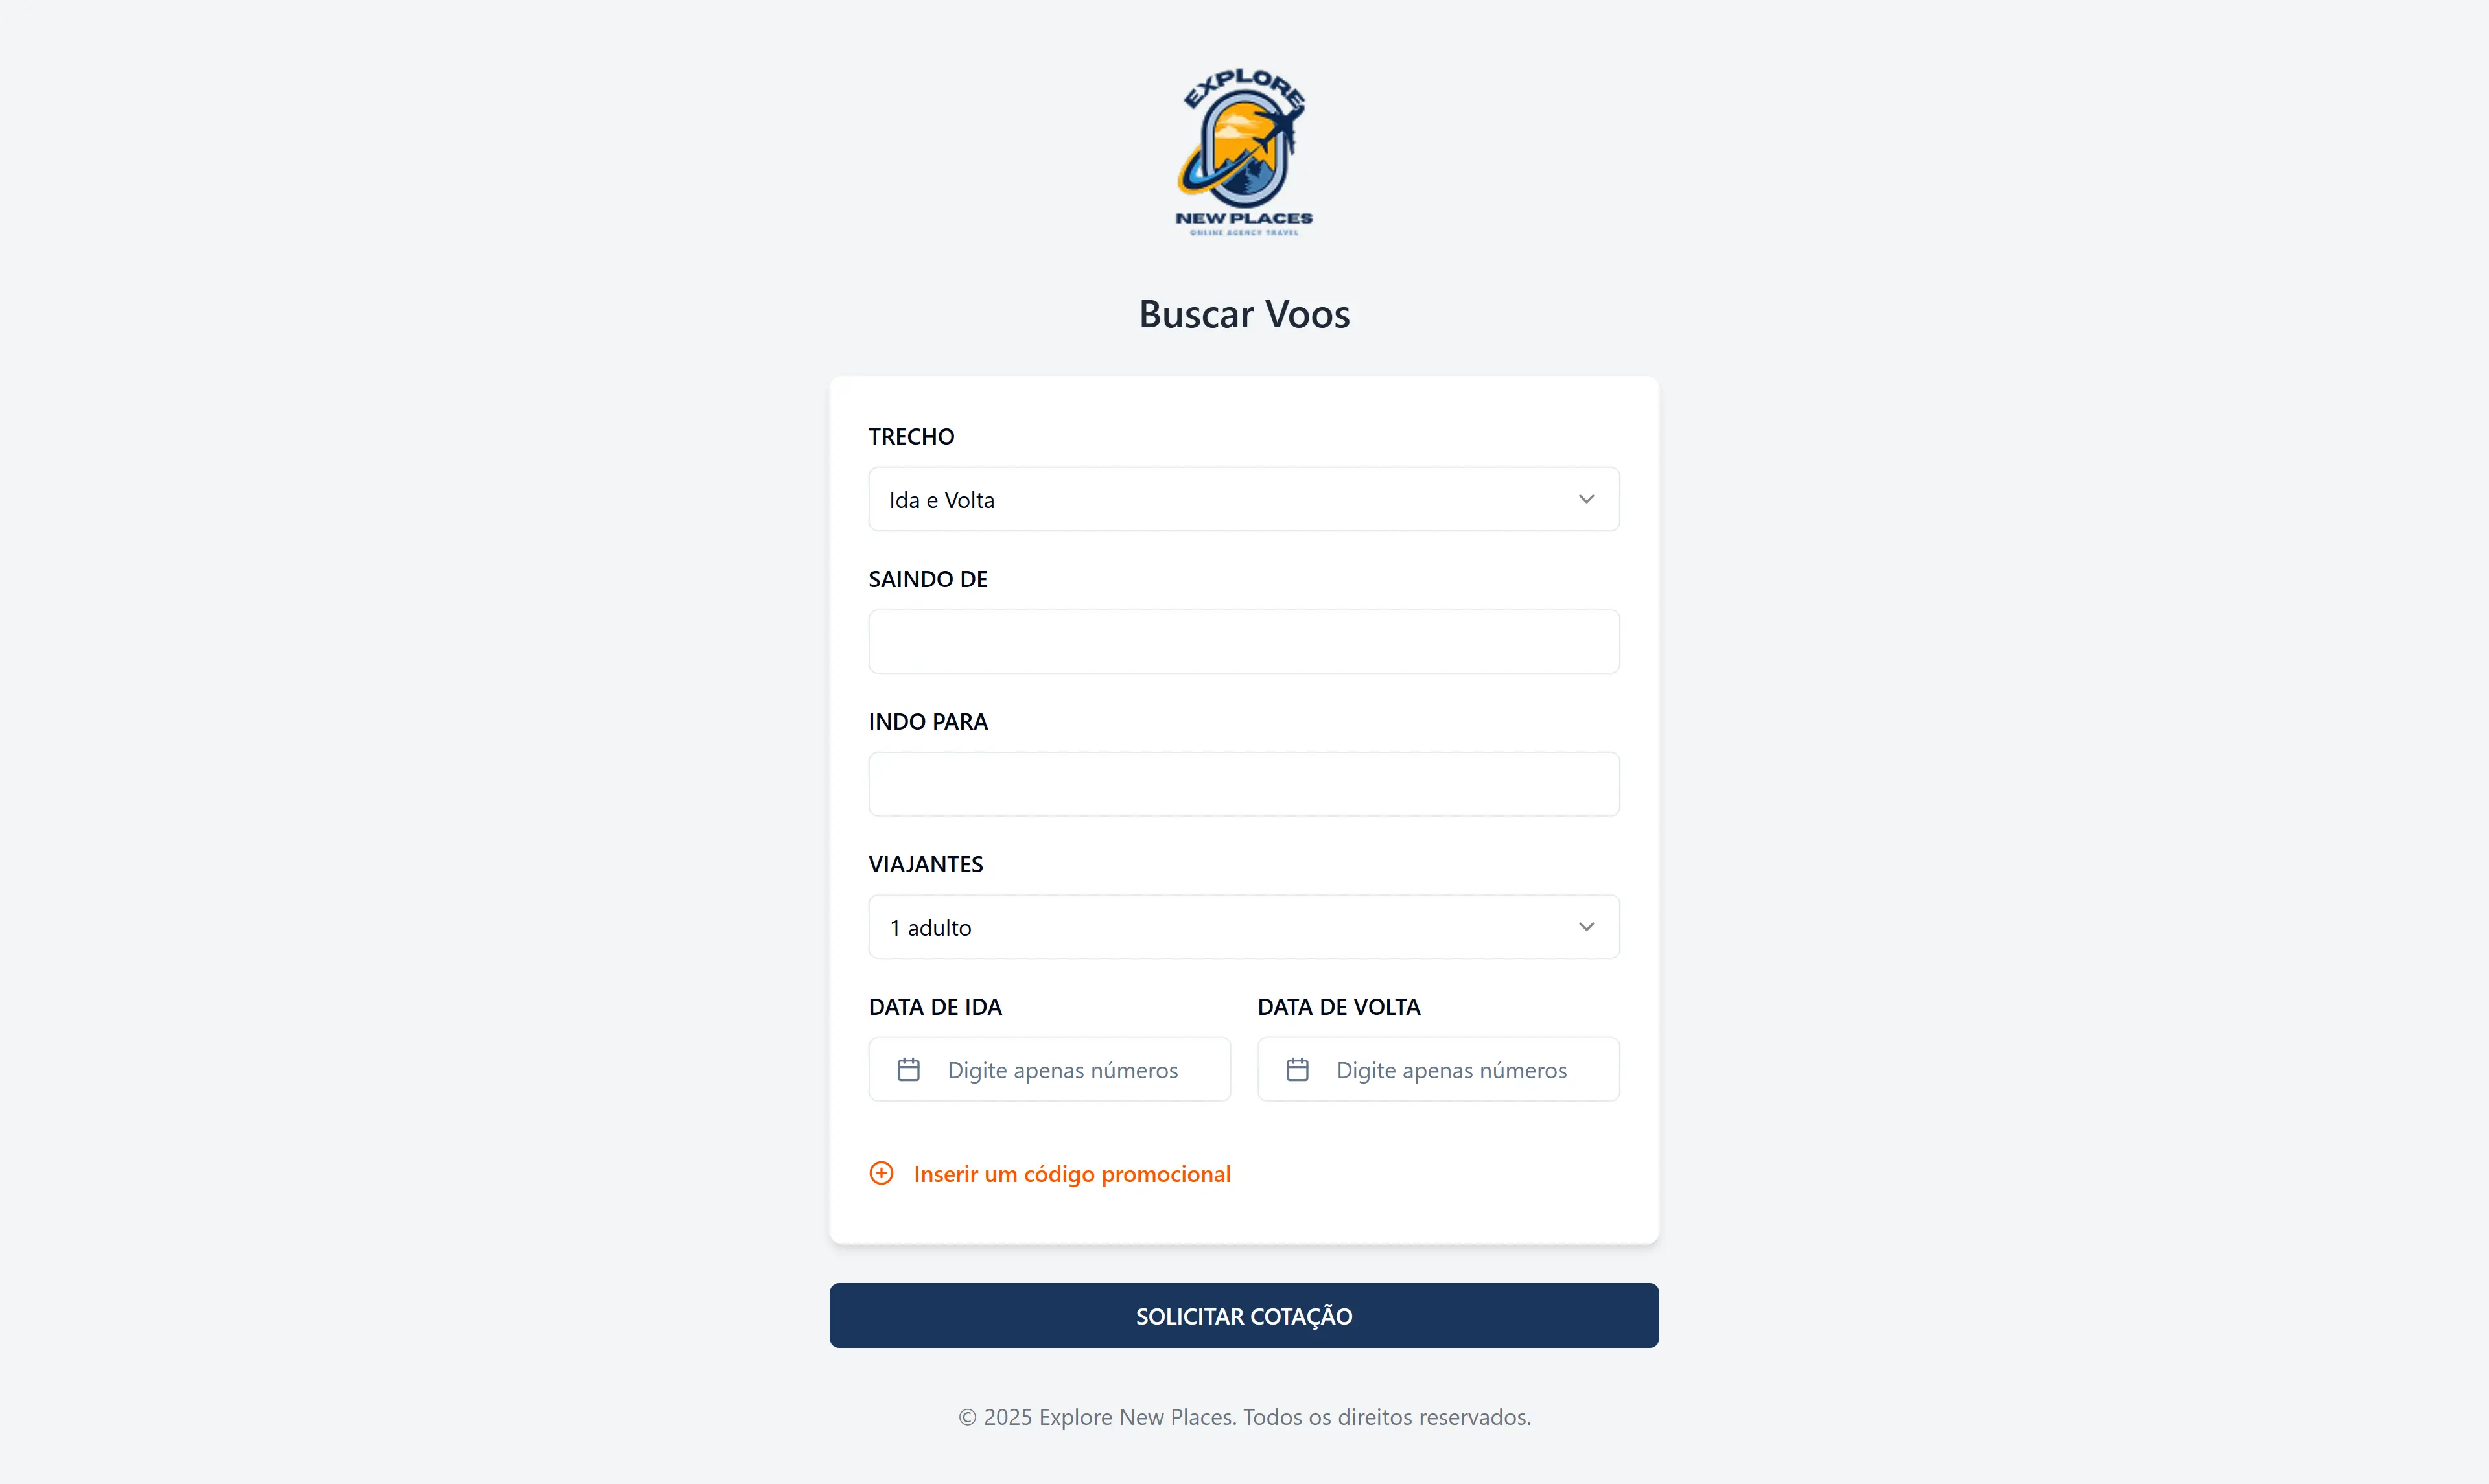 EXPLORE
NEW PLACES
ONLINE AGENCY TRAVEL
Buscar Voos
TRECHO
Ida e Volta
SAINDO DE
INDO PARA
VIAJANTES
1 adulto
DATA DE IDA
DATA DE VOLTA
Digite apenas números
Digite apenas números
Inserir um código promocional
SOLICITAR COTAÇÃO
© 2025 Explore New Places. Todos os direitos reservados.